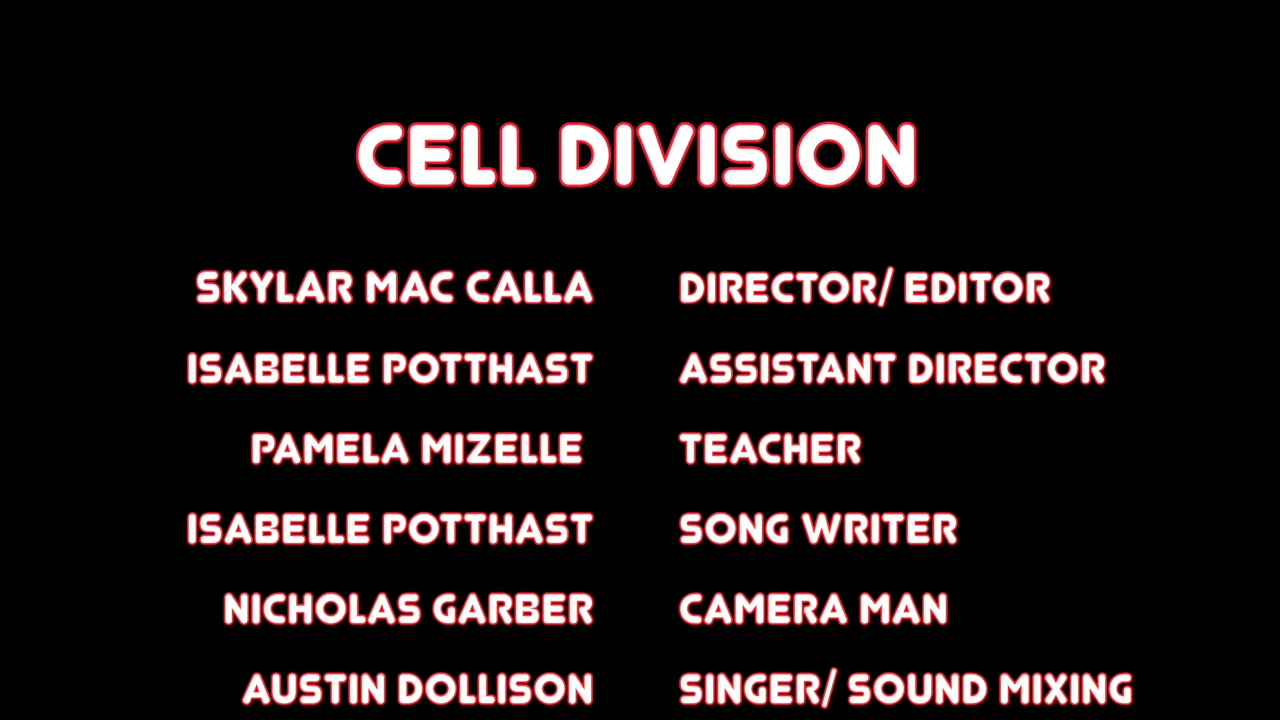 CELL DIVISION
SKYLAR MAC CALLA DIRECTOR/ EDITOR
ISABELLE POTTHAST ASSISTANT DIRECTOR
PAMELA MIZELLE TEACHER
ISABELLE POTTHAST SONG WRITER
NICHOLAS GARBER CAMERA MAN
AUSTIN DOLLISON SINGER/ SOUND MIXING